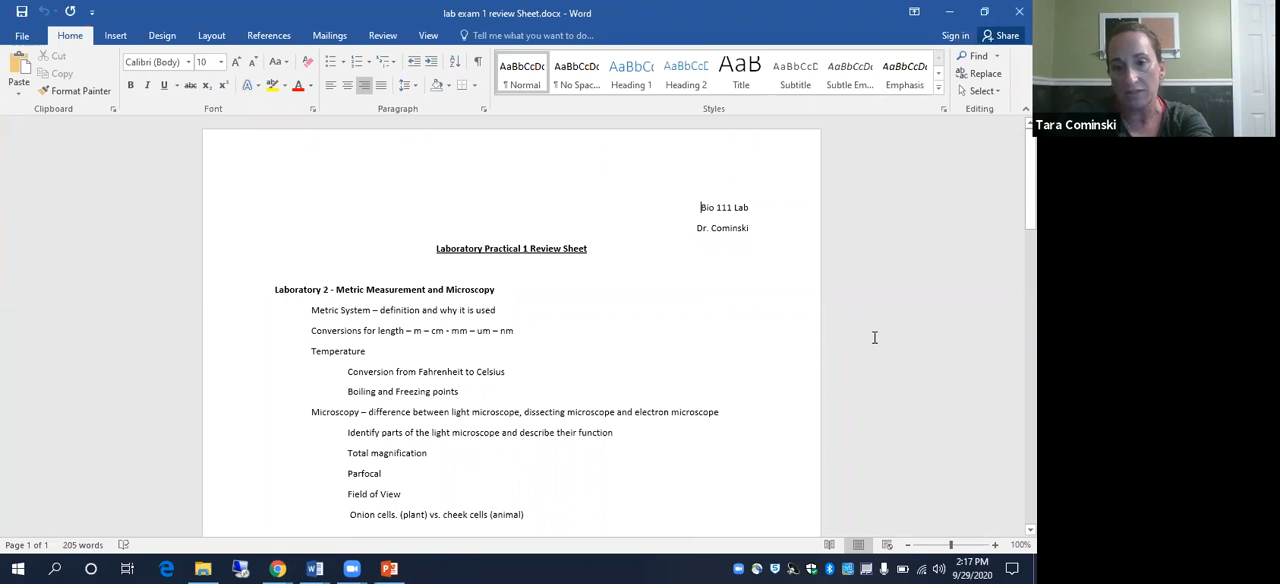 lab exam 1 review Sheet.docx - Word
File Home Insert Design Layout References Mailings Review View Tell me what you want to do... Sign in Share
Paste
Cut
Copy
Format Painter
Clipboard
Calibri (Body) 10
Font
Paragraph
AaBbCcDc AaBbCcDc AaBbCc AaBbCcD AaB AaBbCcD AaBbCcDc AaBbCcDc
¶ Normal ¶ No Spac... Heading 1 Heading 2 Title Subtitle Subtle Em... Emphasis
Styles
Find
Replace
Select
Editing
Tara Cominski
Bio 111 Lab
Dr. Cominski
Laboratory Practical 1 Review Sheet
Laboratory 2 - Metric Measurement and Microscopy
Metric System – definition and why it is used
Conversions for length – m – cm - mm – um – nm
Temperature
Conversion from Fahrenheit to Celsius
Boiling and Freezing points
Microscopy – difference between light microscope, dissecting microscope and electron microscope
Identify parts of the light microscope and describe their function
Total magnification
Parfocal
Field of View
Onion cells. (plant) vs. cheek cells (animal)
Page 1 of 1 205 words 100%
2:17 PM
9/29/2020